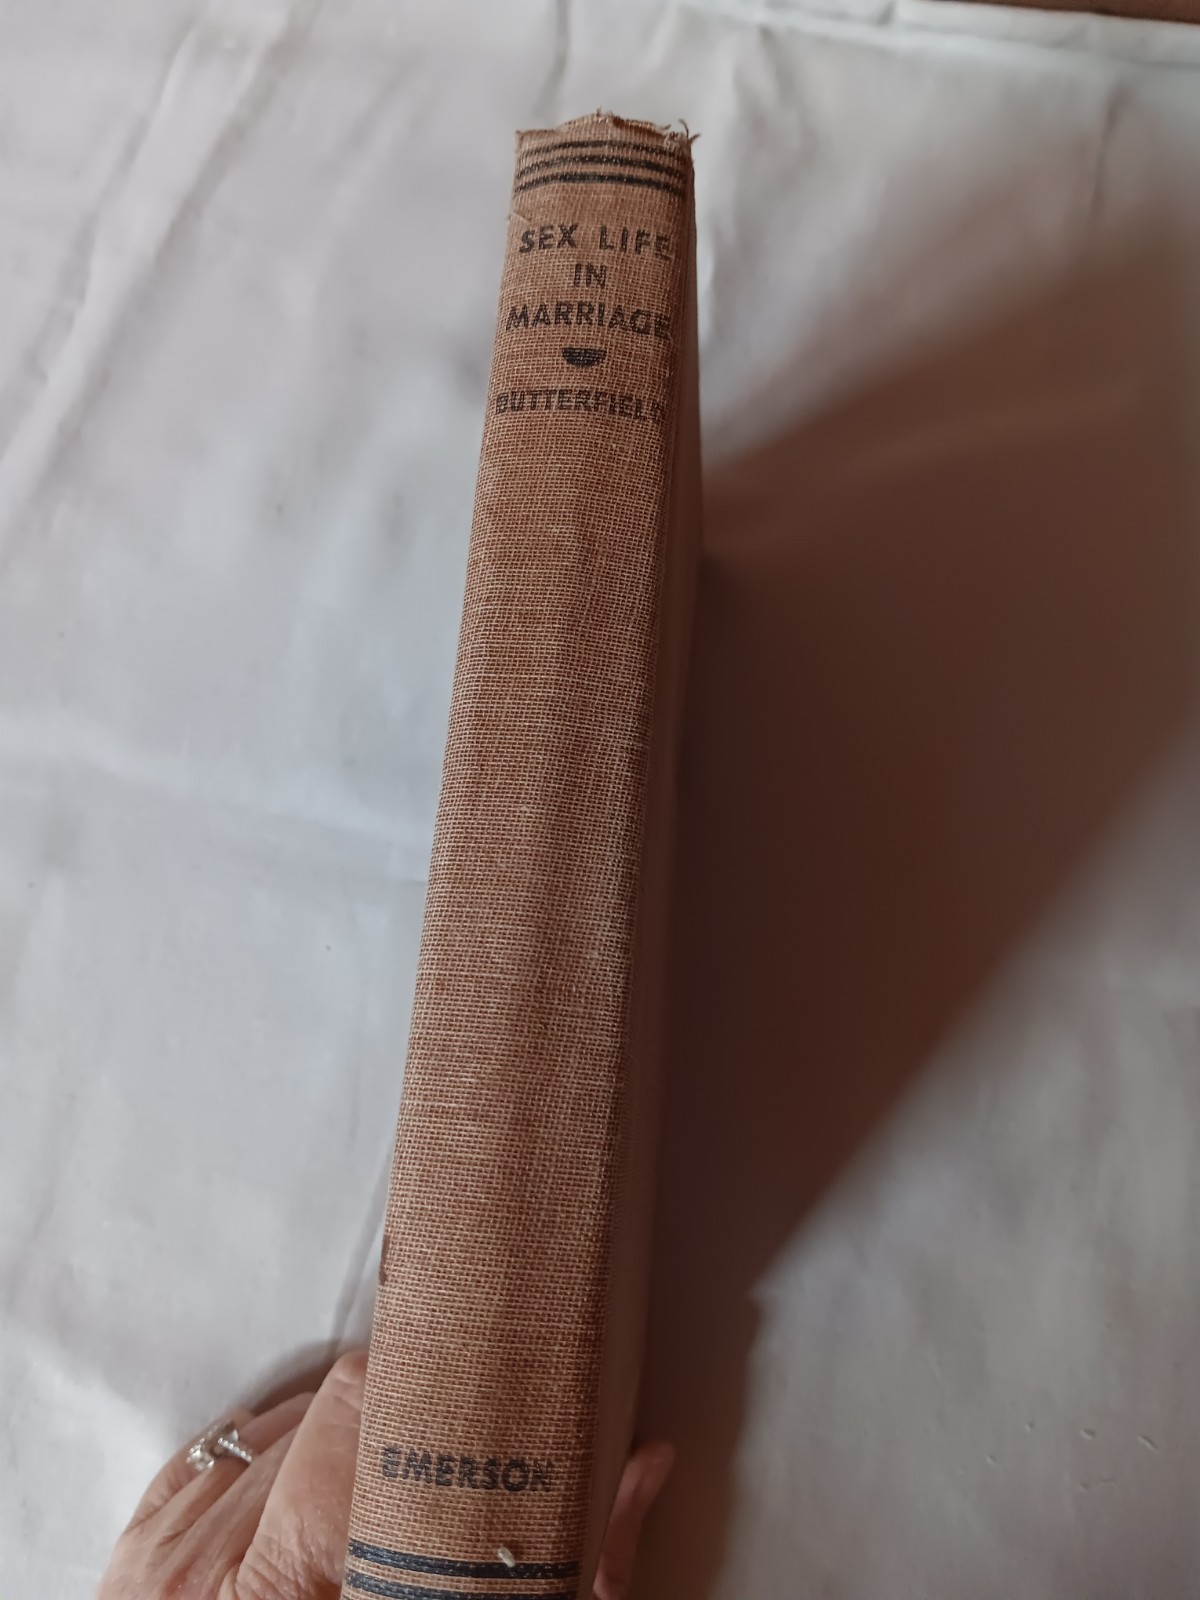 SEX LIFE
IN
MARRIAGE
BUTTERFIELD
EMERSON